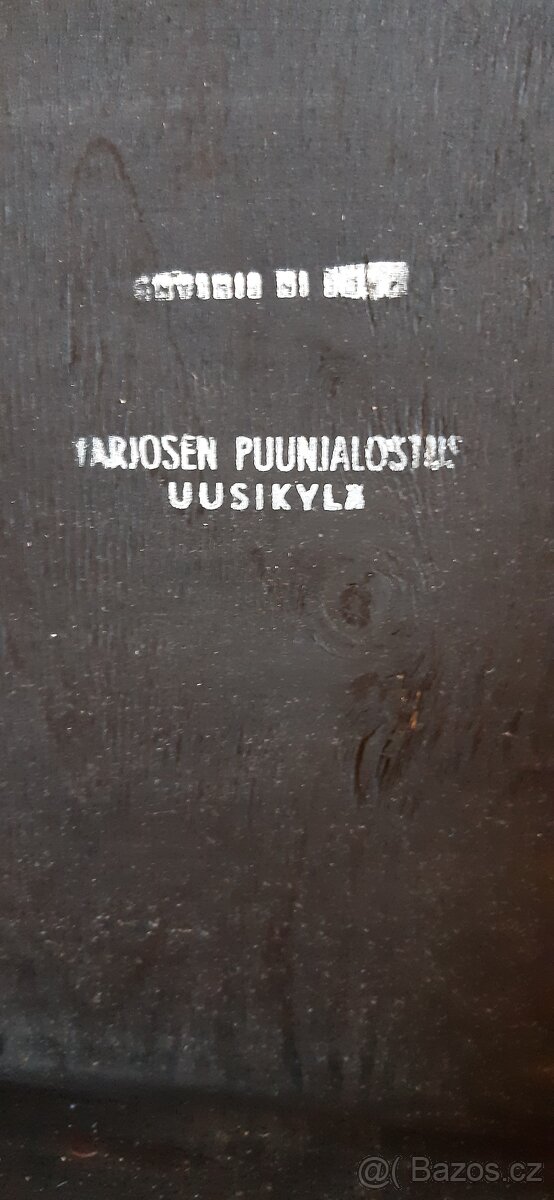 TARJOSEN PUUNJALOSTUS
UUSIKYLÄ
@( Bazos.cz